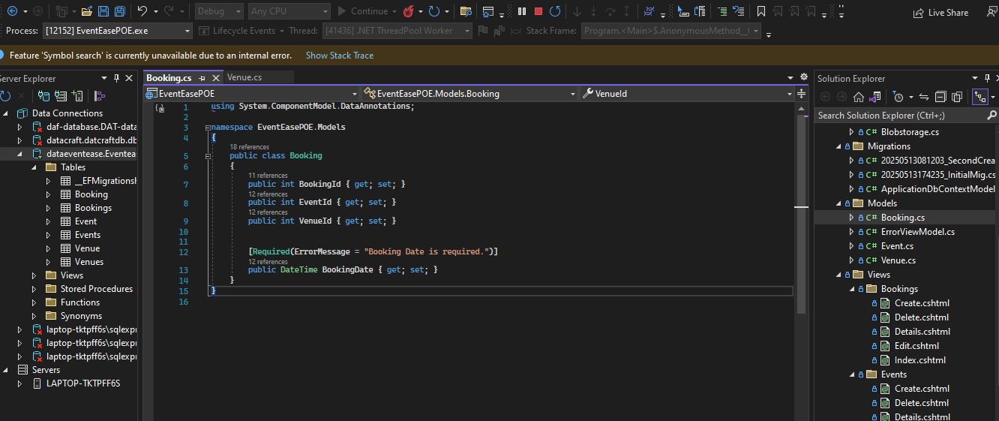 Debug
Any CPU
Continue
Live Share
Process: [12152] EventEasePOE.exe
Lifecycle Events
Thread: [41436] .NET ThreadPool Worker
Stack Frame: Program.<Main>$.AnonymousMethod__
Feature 'Symbol search' is currently unavailable due to an internal error. Show Stack Trace
Server Explorer
Data Connections
daf-database.DAT-data
datacraft.datcraftdb.db
dataeventease.Eventea
Tables
__EFMigrationsH
Booking
Bookings
Event
Events
Venue
Venues
Views
Stored Procedures
Functions
Synonyms
laptop-tktpff6s\sqlexpr
laptop-tktpff6s\sqlexpr
laptop-tktpff6s\sqlexpr
Servers
LAPTOP-TKTPFF6S
Booking.cs
Venue.cs
EventEasePOE
EventEasePOE.Models.Booking
VenueId
1 using System.ComponentModel.DataAnnotations;
2
3 namespace EventEasePOE.Models
4 {
18 references
5 public class Booking
6 {
11 references
7 public int BookingId { get; set; }
12 references
8 public int EventId { get; set; }
12 references
9 public int VenueId { get; set; }
10
11
12 [Required(ErrorMessage = "Booking Date is required.")]
12 references
13 public DateTime BookingDate { get; set; }
14 }
15 }
16
Solution Explorer
Search Solution Explorer (Ctrl+;)
C# Blobstorage.cs
Migrations
C# 20250513081203_SecondCrea
C# 20250513174235_InitialMig.cs
C# ApplicationDbContextModel
Models
C# Booking.cs
C# ErrorViewModel.cs
C# Event.cs
C# Venue.cs
Views
Bookings
Create.cshtml
Delete.cshtml
Details.cshtml
Edit.cshtml
Index.cshtml
Events
Create.cshtml
Delete.cshtml
Details.cshtml